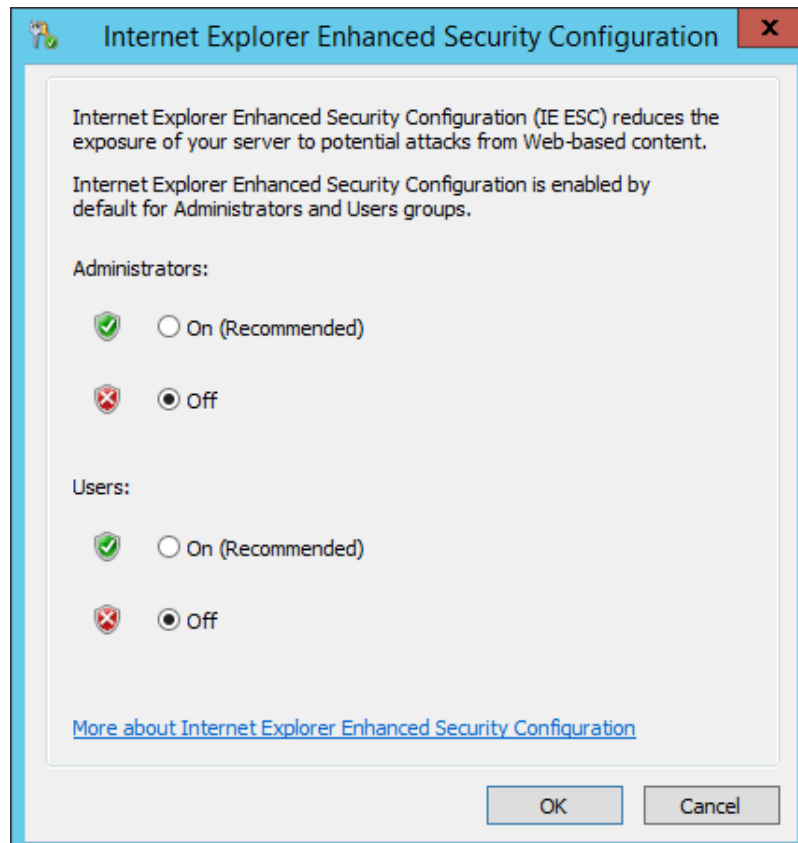 Internet Explorer Enhanced Security Configuration
x
Internet Explorer Enhanced Security Configuration (IE ESC) reduces the
exposure of your server to potential attacks from Web-based content.
Internet Explorer Enhanced Security Configuration is enabled by
default for Administrators and Users groups.
Administrators:
On (Recommended)
Off
Users:
On (Recommended)
Off
More about Internet Explorer Enhanced Security Configuration
OK
Cancel